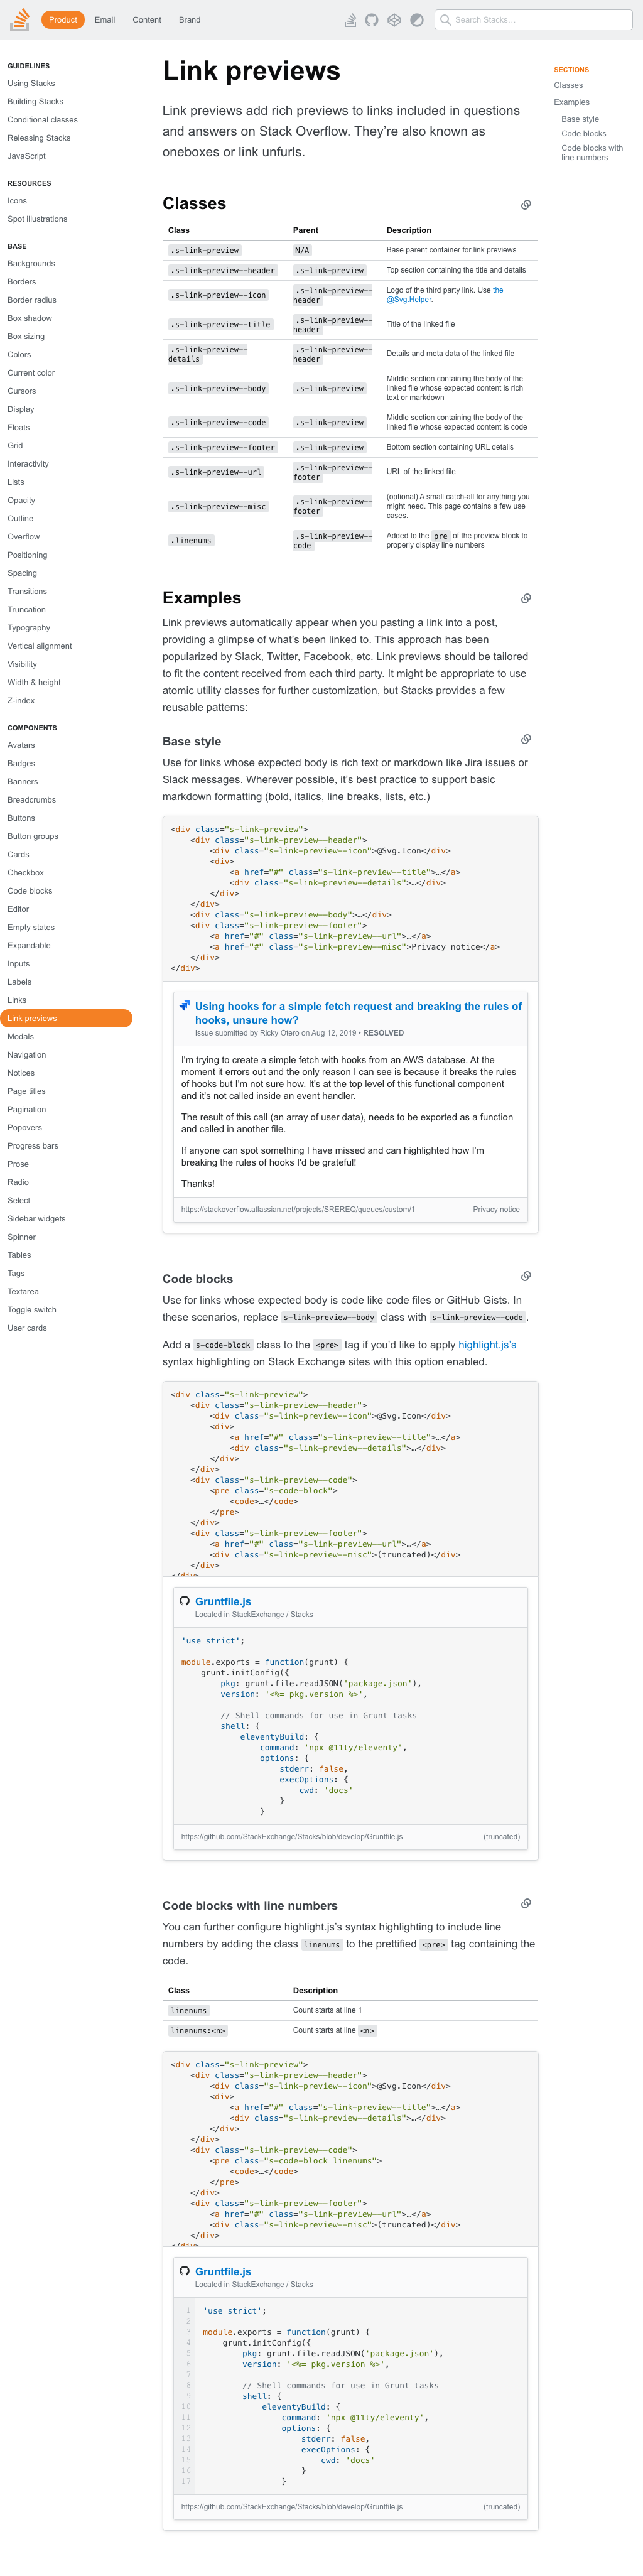 Product Email Content Brand Search Stacks…
GUIDELINES
Using Stacks
Building Stacks
Conditional classes
Releasing Stacks
JavaScript
RESOURCES
Icons
Spot illustrations
BASE
Backgrounds
Borders
Border radius
Box shadow
Box sizing
Colors
Current color
Cursors
Display
Floats
Grid
Interactivity
Lists
Opacity
Outline
Overflow
Positioning
Spacing
Transitions
Truncation
Typography
Vertical alignment
Visibility
Width & height
Z-index
COMPONENTS
Avatars
Badges
Banners
Breadcrumbs
Buttons
Button groups
Cards
Checkbox
Code blocks
Editor
Empty states
Expandable
Inputs
Labels
Links
Link previews
Modals
Navigation
Notices
Page titles
Pagination
Popovers
Progress bars
Prose
Radio
Select
Sidebar widgets
Spinner
Tables
Tags
Textarea
Toggle switch
User cards
Link previews
Link previews add rich previews to links included in questions
and answers on Stack Overflow. They’re also known as
oneboxes or link unfurls.
Classes
Class Parent Description
.s-link-preview N/A Base parent container for link previews
.s-link-preview--header .s-link-preview Top section containing the title and details
.s-link-preview--icon .s-link-preview--
header Logo of the third party link. Use the
@Svg.Helper.
.s-link-preview--title .s-link-preview--
header Title of the linked file
.s-link-preview--
details .s-link-preview--
header Details and meta data of the linked file
.s-link-preview--body .s-link-preview Middle section containing the body of the
linked file whose expected content is rich
text or markdown
.s-link-preview--code .s-link-preview Middle section containing the body of the
linked file whose expected content is code
.s-link-preview--footer .s-link-preview Bottom section containing URL details
.s-link-preview--url .s-link-preview--
footer URL of the linked file
.s-link-preview--misc .s-link-preview--
footer (optional) A small catch-all for anything you
might need. This page contains a few use
cases.
.linenums .s-link-preview--
code Added to the pre of the preview block to
properly display line numbers
Examples
Link previews automatically appear when you pasting a link into a post,
providing a glimpse of what’s been linked to. This approach has been
popularized by Slack, Twitter, Facebook, etc. Link previews should be tailored
to fit the content received from each third party. It might be appropriate to use
atomic utility classes for further customization, but Stacks provides a few
reusable patterns:
Base style
Use for links whose expected body is rich text or markdown like Jira issues or
Slack messages. Wherever possible, it’s best practice to support basic
markdown formatting (bold, italics, line breaks, lists, etc.)
<div class="s-link-preview">
<div class="s-link-preview--header">
<div class="s-link-preview--icon">@Svg.Icon</div>
<div>
<a href="#" class="s-link-preview--title">…</a>
<div class="s-link-preview--details">…</div>
</div>
</div>
<div class="s-link-preview--body">…</div>
<div class="s-link-preview--footer">
<a href="#" class="s-link-preview--url">…</a>
<a href="#" class="s-link-preview--misc">Privacy notice</a>
</div>
</div>
Using hooks for a simple fetch request and breaking the rules of
hooks, unsure how?
Issue submitted by Ricky Otero on Aug 12, 2019 • RESOLVED
I'm trying to create a simple fetch with hooks from an AWS database. At the
moment it errors out and the only reason I can see is because it breaks the rules
of hooks but I'm not sure how. It's at the top level of this functional component
and it's not called inside an event handler.
The result of this call (an array of user data), needs to be exported as a function
and called in another file.
If anyone can spot something I have missed and can highlighted how I'm
breaking the rules of hooks I'd be grateful!
Thanks!
https://stackoverflow.atlassian.net/projects/SREREQ/queues/custom/1 Privacy notice
Code blocks
Use for links whose expected body is code like code files or GitHub Gists. In
these scenarios, replace s-link-preview--body class with s-link-preview--code.
Add a s-code-block class to the <pre> tag if you’d like to apply highlight.js’s
syntax highlighting on Stack Exchange sites with this option enabled.
<div class="s-link-preview">
<div class="s-link-preview--header">
<div class="s-link-preview--icon">@Svg.Icon</div>
<div>
<a href="#" class="s-link-preview--title">…</a>
<div class="s-link-preview--details">…</div>
</div>
</div>
<div class="s-link-preview--code">
<pre class="s-code-block">
<code>…</code>
</pre>
</div>
<div class="s-link-preview--footer">
<a href="#" class="s-link-preview--url">…</a>
<div class="s-link-preview--misc">(truncated)</div>
</div>
</div>
Gruntfile.js
Located in StackExchange / Stacks
'use strict';
module.exports = function(grunt) {
grunt.initConfig({
pkg: grunt.file.readJSON('package.json'),
version: '<%= pkg.version %>',
// Shell commands for use in Grunt tasks
shell: {
eleventyBuild: {
command: 'npx @11ty/eleventy',
options: {
stderr: false,
execOptions: {
cwd: 'docs'
}
}
https://github.com/StackExchange/Stacks/blob/develop/Gruntfile.js (truncated)
Code blocks with line numbers
You can further configure highlight.js’s syntax highlighting to include line
numbers by adding the class linenums to the prettified <pre> tag containing the
code.
Class Description
linenums Count starts at line 1
linenums:<n> Count starts at line <n>
<div class="s-link-preview">
<div class="s-link-preview--header">
<div class="s-link-preview--icon">@Svg.Icon</div>
<div>
<a href="#" class="s-link-preview--title">…</a>
<div class="s-link-preview--details">…</div>
</div>
</div>
<div class="s-link-preview--code">
<pre class="s-code-block linenums">
<code>…</code>
</pre>
</div>
<div class="s-link-preview--footer">
<a href="#" class="s-link-preview--url">…</a>
<div class="s-link-preview--misc">(truncated)</div>
</div>
</div>
Gruntfile.js
Located in StackExchange / Stacks
1 'use strict';
2
3 module.exports = function(grunt) {
4 grunt.initConfig({
5 pkg: grunt.file.readJSON('package.json'),
6 version: '<%= pkg.version %>',
7
8 // Shell commands for use in Grunt tasks
9 shell: {
10 eleventyBuild: {
11 command: 'npx @11ty/eleventy',
12 options: {
13 stderr: false,
14 execOptions: {
15 cwd: 'docs'
16 }
17 }
https://github.com/StackExchange/Stacks/blob/develop/Gruntfile.js (truncated)
SECTIONS
Classes
Examples
Base style
Code blocks
Code blocks with
line numbers